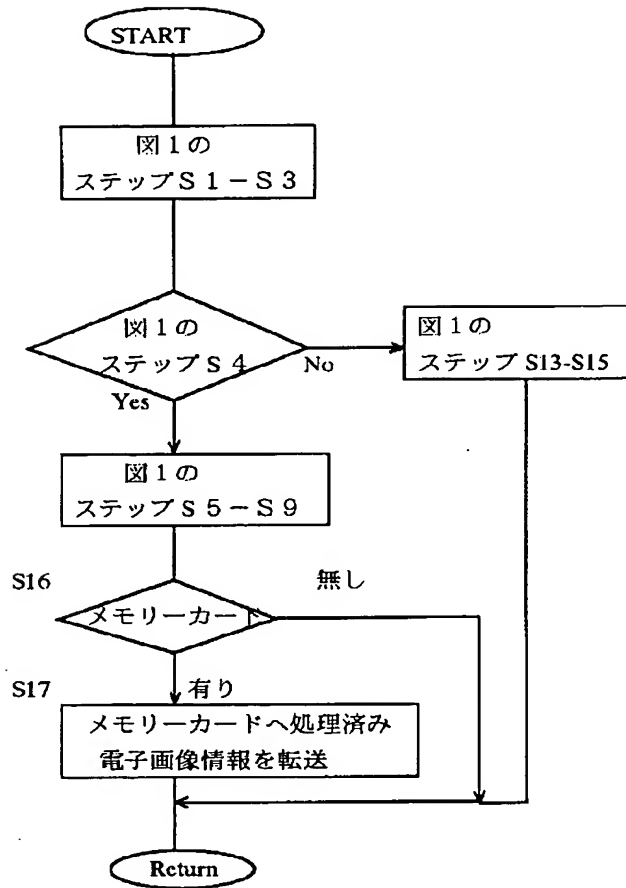 START
図1の
ステップS1-S3
図1の
ステップS4
No
図1の
ステップS13-S15
Yes
図1の
ステップS5-S9
S16
無し
メモリーカード
S17
有り
メモリーカードへ処理済み
電子画像情報を転送
Return